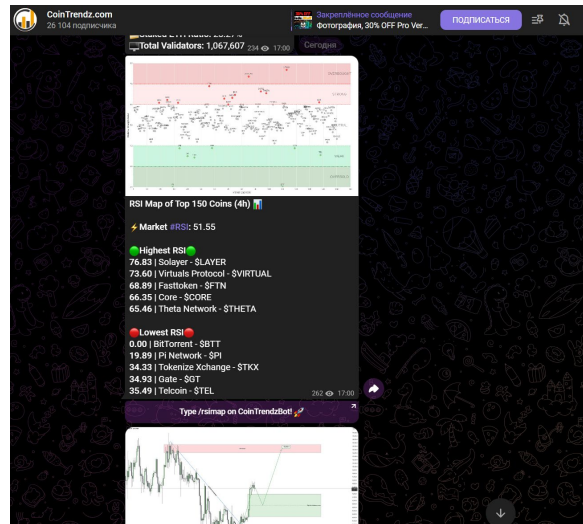 CoinTrendz.com
26 104 подписчика
Закреплённое сообщение
Фотография, 30% OFF Pro Ver...
ПОДПИСАТЬСЯ
Total Validators: 1,067,607 234 17:00
Сегодня
RSI Map of Top 150 Coins (4h) 📊
⚡Market #RSI: 51.55
🟢Highest RSI🟢
76.83 | Solayer - $LAYER
73.60 | Virtuals Protocol - $VIRTUAL
68.89 | Fasttoken - $FTN
66.35 | Core - $CORE
65.46 | Theta Network - $THETA
🔴Lowest RSI🔴
0.00 | BitTorrent - $BTT
19.89 | Pi Network - $PI
34.33 | Tokenize Xchange - $TKX
34.93 | Gate - $GT
35.49 | Telcoin - $TEL
262 17:00
Type /rsimap on CoinTrendzBot! 🚀